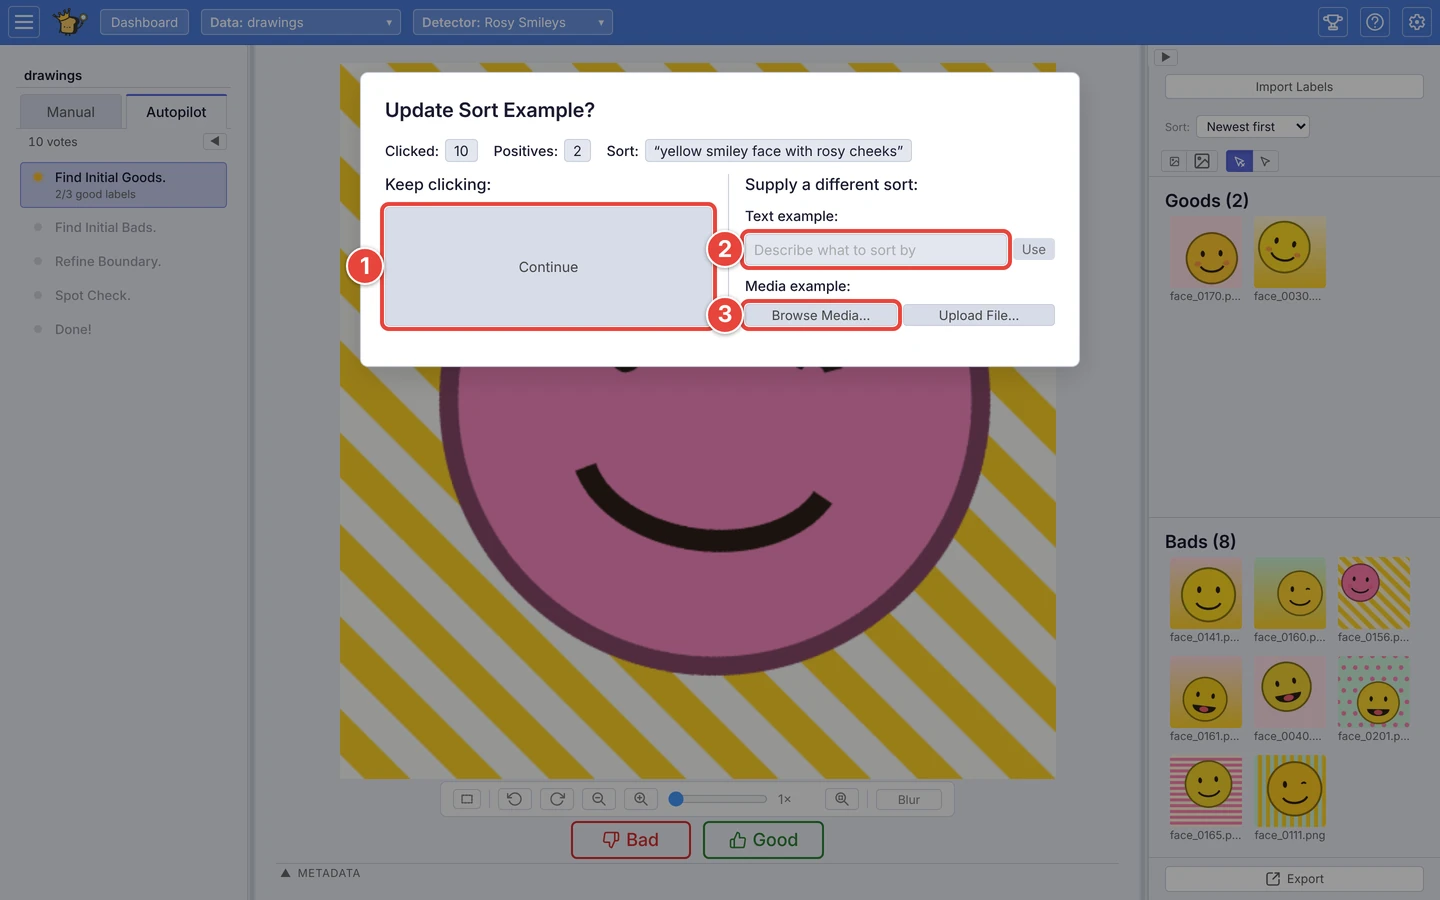 Dashboard
Data: drawings
Detector: Rosy Smileys
drawings
Manual
Autopilot
10 votes
Find Initial Goods.
2/3 good labels
Find Initial Bads.
Refine Boundary.
Spot Check.
Done!
Update Sort Example?
Clicked: 10 Positives: 2 Sort: “yellow smiley face with rosy cheeks”
Keep clicking:
1
Continue
Supply a different sort:
Text example:
2
Describe what to sort by
Use
Media example:
3
Browse Media...
Upload File...
1×
Blur
Bad
Good
METADATA
Import Labels
Sort: Newest first
Goods (2)
face_0170.p...
face_0030....
Bads (8)
face_0141.p...
face_0160.p...
face_0156.p...
face_0161.p...
face_0040....
face_0201.p...
face_0165.p...
face_0111.png
Export